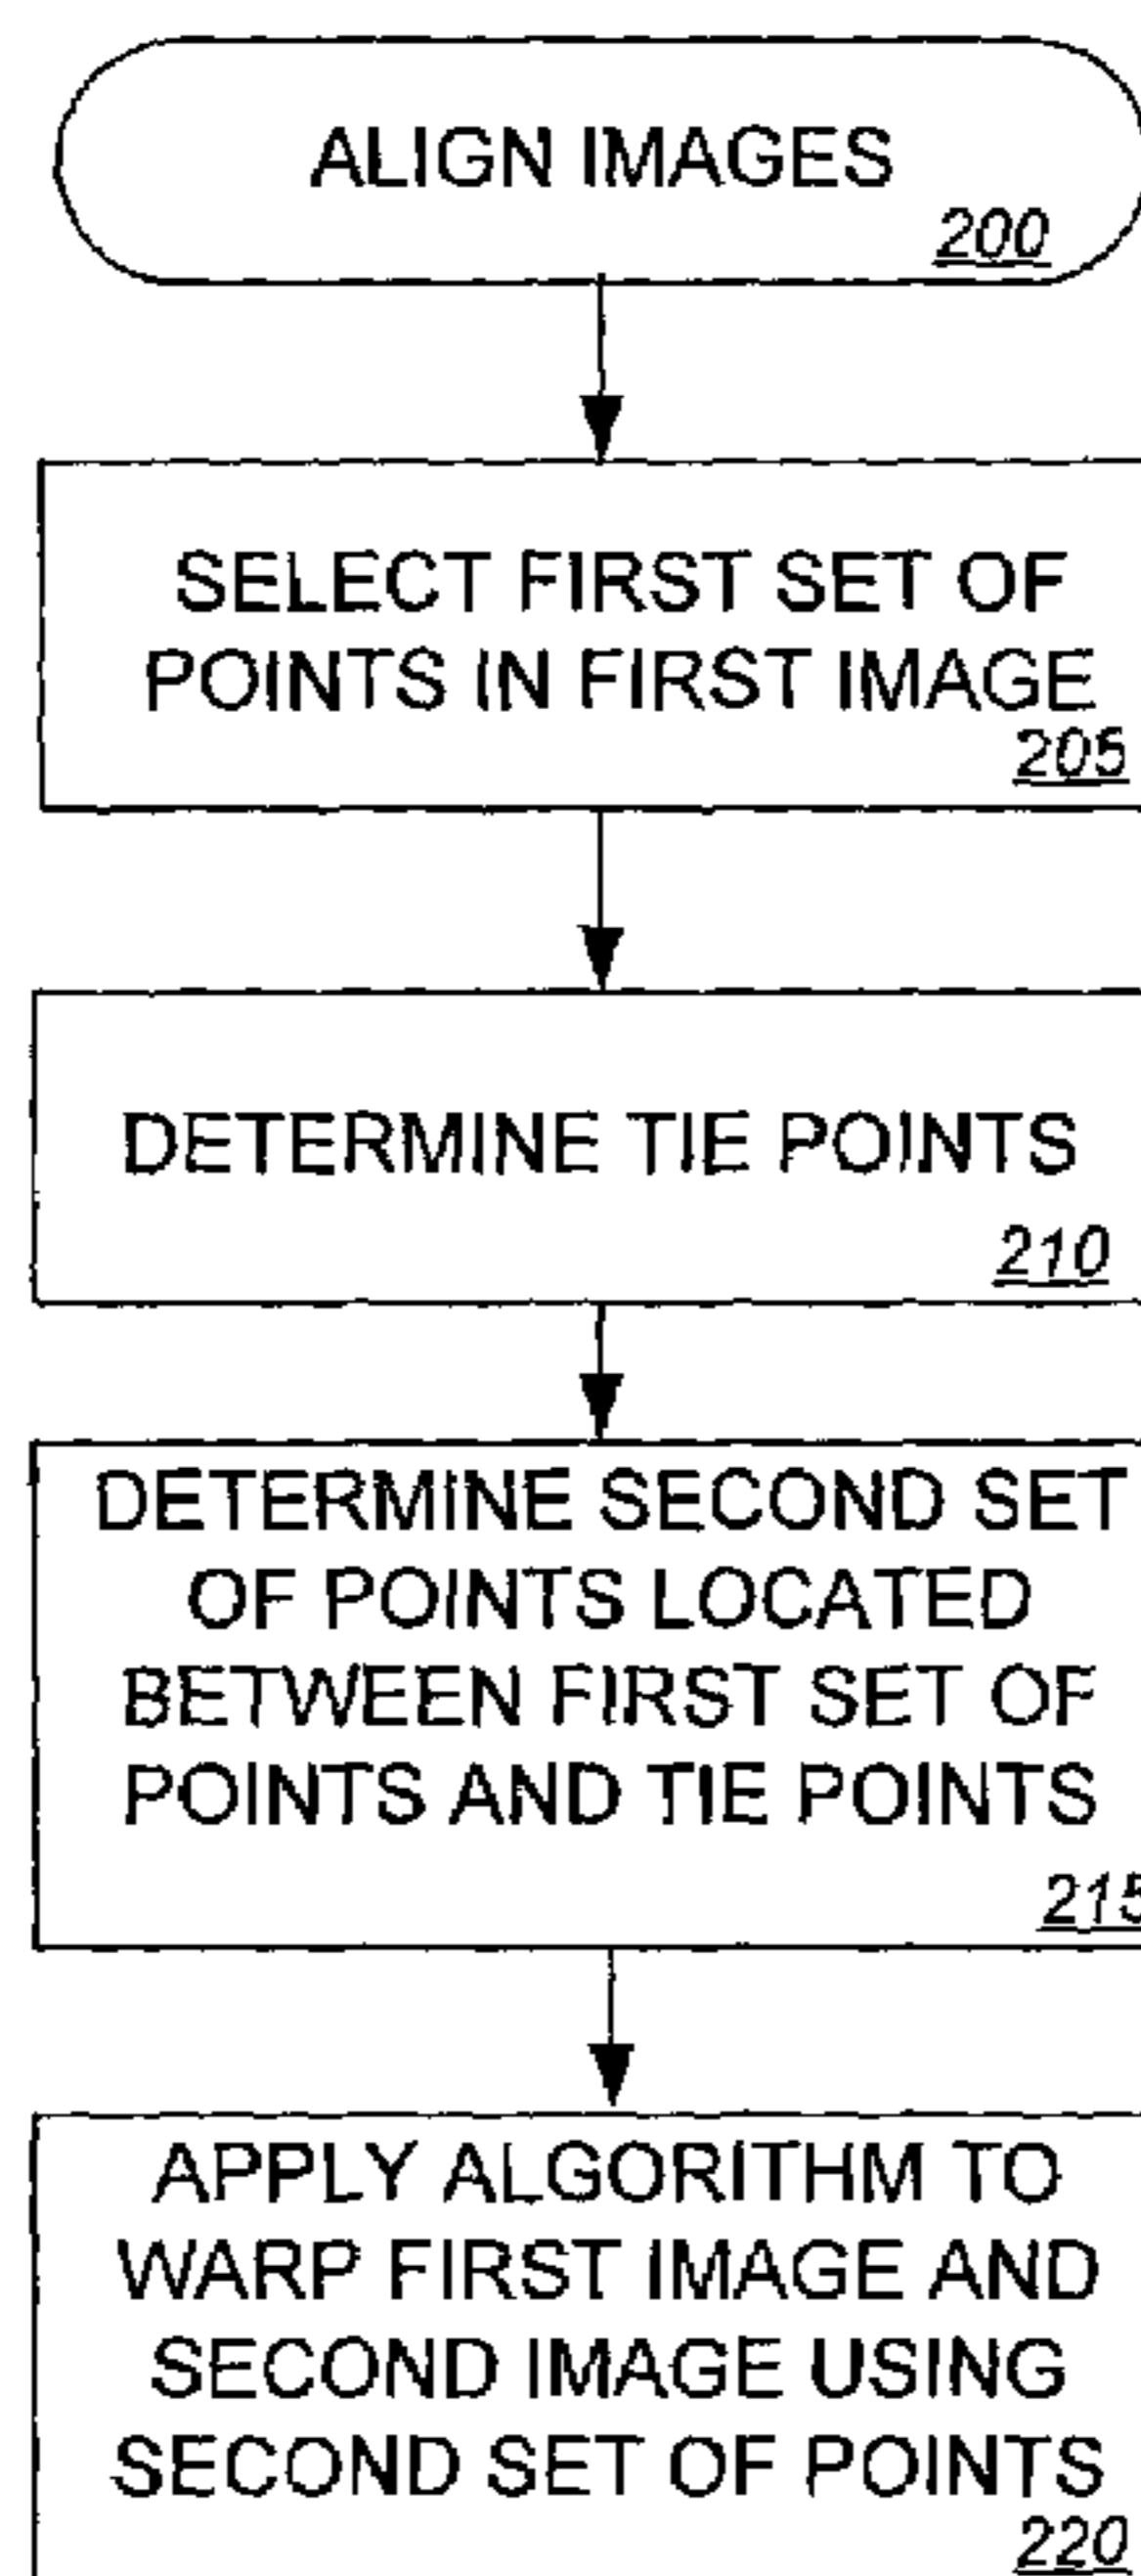 ALIGN IMAGES
200
SELECT FIRST SET OF
POINTS IN FIRST IMAGE
205
DETERMINE TIE POINTS
210
DETERMINE SECOND SET
OF POINTS LOCATED
BETWEEN FIRST SET OF
POINTS AND TIE POINTS
215
APPLY ALGORITHM TO
WARP FIRST IMAGE AND
SECOND IMAGE USING
SECOND SET OF POINTS
220